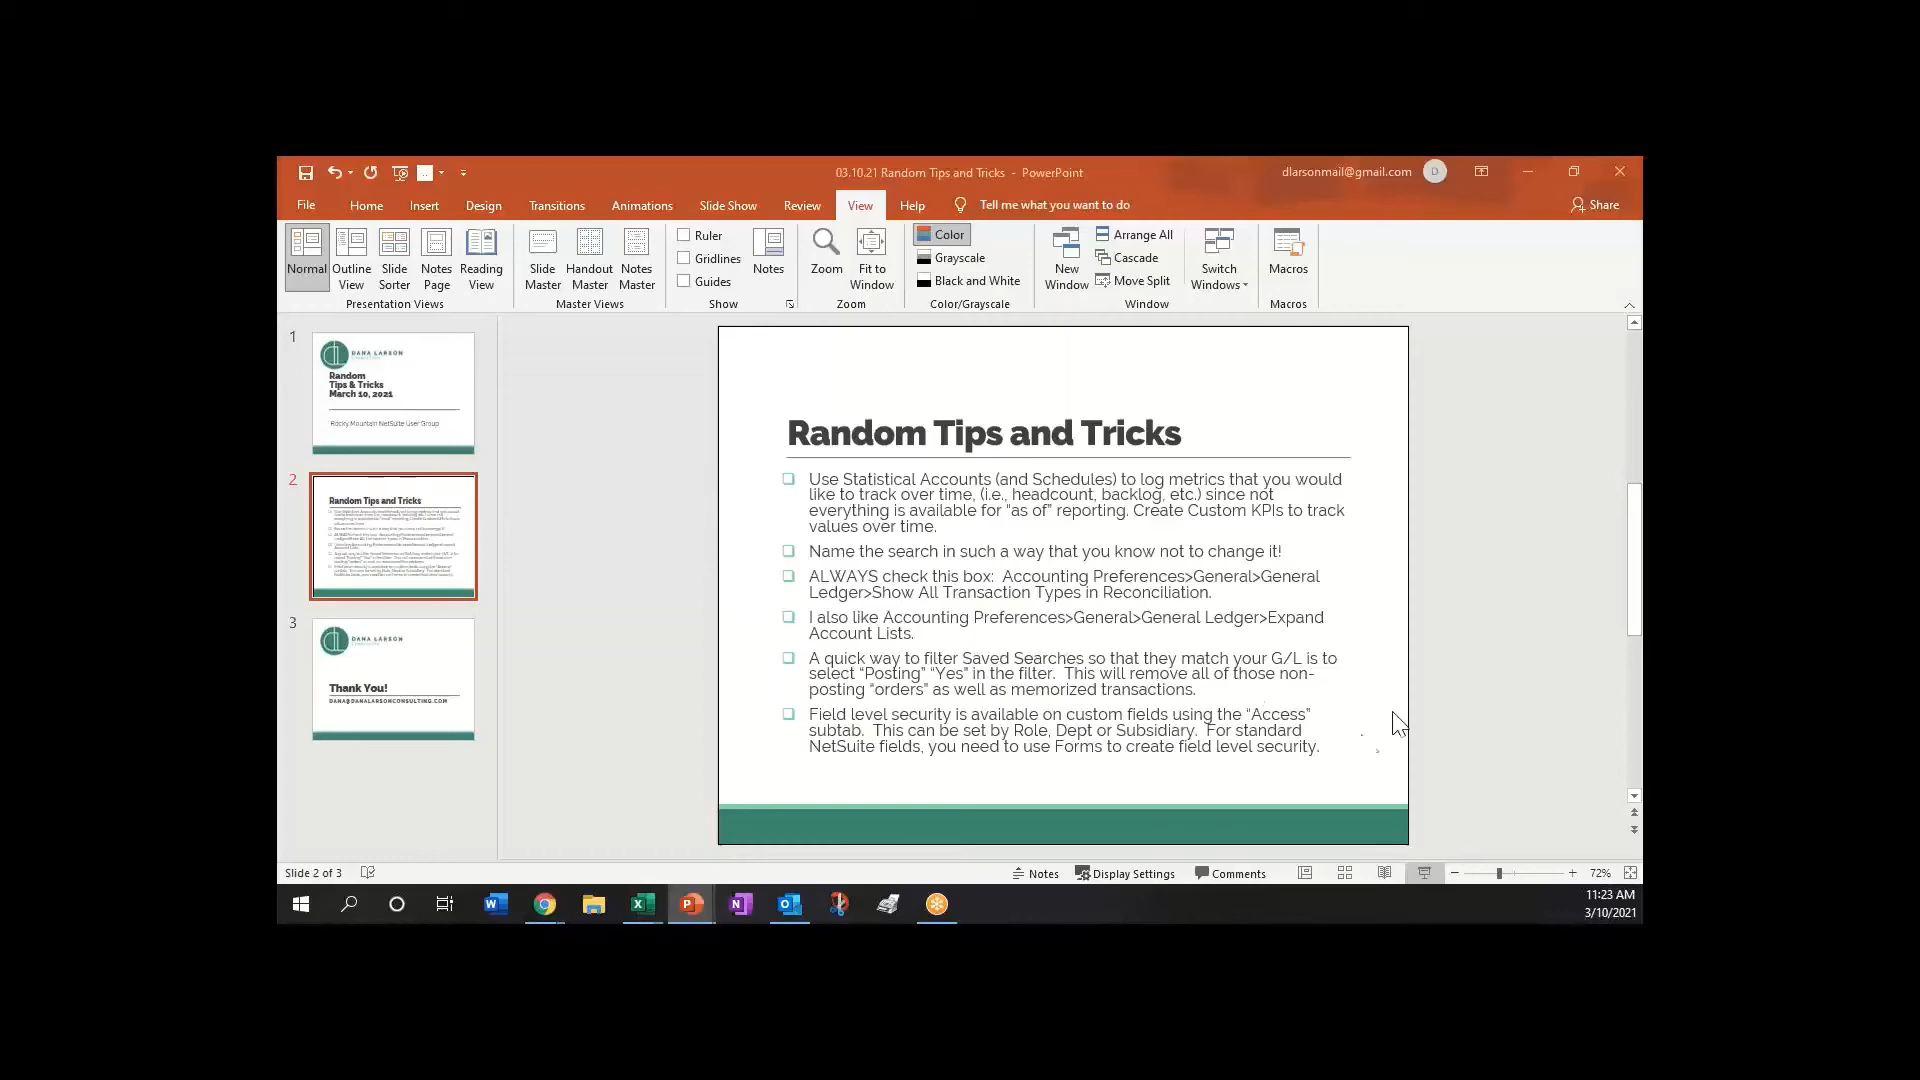 03.10.21 Random Tips and Tricks - PowerPoint
dlarsonmail@gmail.com
D
File Home Insert Design Transitions Animations Slide Show Review View Help Tell me what you want to do
Share
Normal
Outline View
Slide Sorter
Notes Page
Reading View
Presentation Views
Slide Master
Handout Master
Notes Master
Master Views
Ruler
Gridlines
Guides
Notes
Show
Zoom
Fit to Window
Zoom
Color
Grayscale
Black and White
Color/Grayscale
New Window
Arrange All
Cascade
Move Split
Switch Windows
Window
Macros
Macros
1
DANA LARSON
Random
Tips & Tricks
March 10, 2021
Rocky Mountain NetSuite User Group
2
Random Tips and Tricks
3
DANA LARSON
Thank You!
DANA@DANALARSONCONSULTING.COM
Random Tips and Tricks
Use Statistical Accounts (and Schedules) to log metrics that you would
like to track over time, (i.e., headcount, backlog, etc.) since not
everything is available for “as of” reporting. Create Custom KPIs to track
values over time.
Name the search in such a way that you know not to change it!
ALWAYS check this box: Accounting Preferences>General>General
Ledger>Show All Transaction Types in Reconciliation.
I also like Accounting Preferences>General>General Ledger>Expand
Account Lists.
A quick way to filter Saved Searches so that they match your G/L is to
select “Posting” “Yes” in the filter. This will remove all of those non-
posting “orders” as well as memorized transactions.
Field level security is available on custom fields using the “Access”
subtab. This can be set by Role, Dept or Subsidiary. For standard
NetSuite fields, you need to use Forms to create field level security.
Slide 2 of 3
Notes
Display Settings
Comments
72%
11:23 AM
3/10/2021